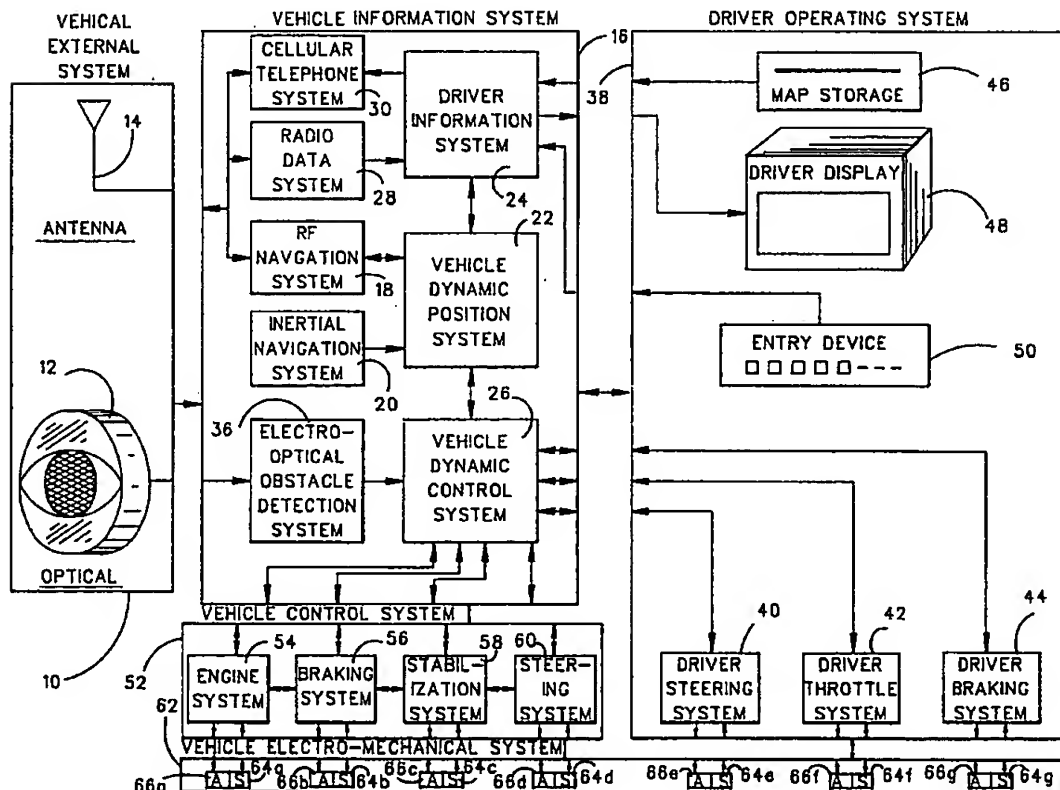 VEHICAL
EXTERNAL
SYSTEM
14
ANTENNA
12
OPTICAL
10
VEHICLE INFORMATION SYSTEM
16
CELLULAR
TELEPHONE
SYSTEM
30
RADIO
DATA
SYSTEM
28
RF
NAVGATION
SYSTEM
18
INERTIAL
NAVIGATION
SYSTEM
20
36
ELECTRO-
OPTICAL
OBSTACLE
DETECTION
SYSTEM
DRIVER
INFORMATION
SYSTEM
24
22
VEHICLE
DYNAMIC
POSITION
SYSTEM
26
VEHICLE
DYNAMIC
CONTROL
SYSTEM
DRIVER OPERATING SYSTEM
38
MAP STORAGE
46
DRIVER DISPLAY
48
ENTRY DEVICE
50
40
DRIVER
STEERING
SYSTEM
42
DRIVER
THROTTLE
SYSTEM
44
DRIVER
BRAKING
SYSTEM
VEHICLE CONTROL SYSTEM
52
54
ENGINE
SYSTEM
56
BRAKING
SYSTEM
58
STABIL-
IZATION
SYSTEM
60
STEER-
ING
SYSTEM
62
VEHICLE ELECTRO-MECHANICAL SYSTEM
66a A S 64a
66b A S 64b
66c A S 64c
66d A S 64d
66e A S 64e
66f A S 64f
66g A S 64g